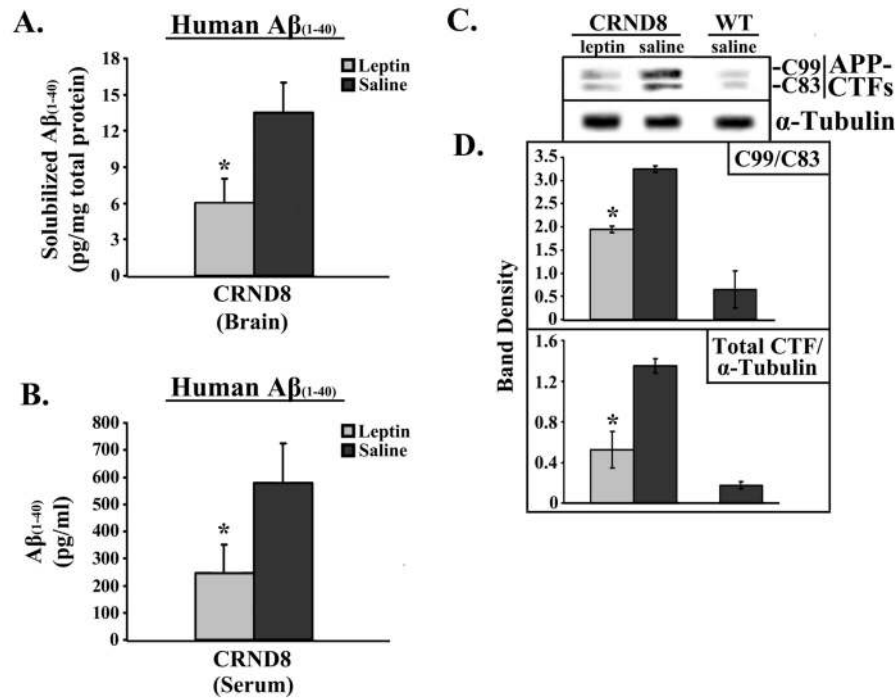 A.
Human Aβ(1-40)
Leptin
Saline
Solubilized Aβ(1-40)
(pg/mg total protein)
18
15
12
9
6
3
0
*
CRND8
(Brain)
B.
Human Aβ(1-40)
Leptin
Saline
Aβ(1-40)
(pg/ml)
800
700
600
500
400
300
200
100
0
*
CRND8
(Serum)
C.
CRND8 WT
leptin saline saline
-C99
-C83
APP-
CTFs
α-Tubulin
D.
Band Density
C99/C83
3.5
3.0
2.5
2.0
1.5
1.0
0.5
0
*
Total CTF/
α-Tubulin
1.6
1.2
0.8
0.4
0
*